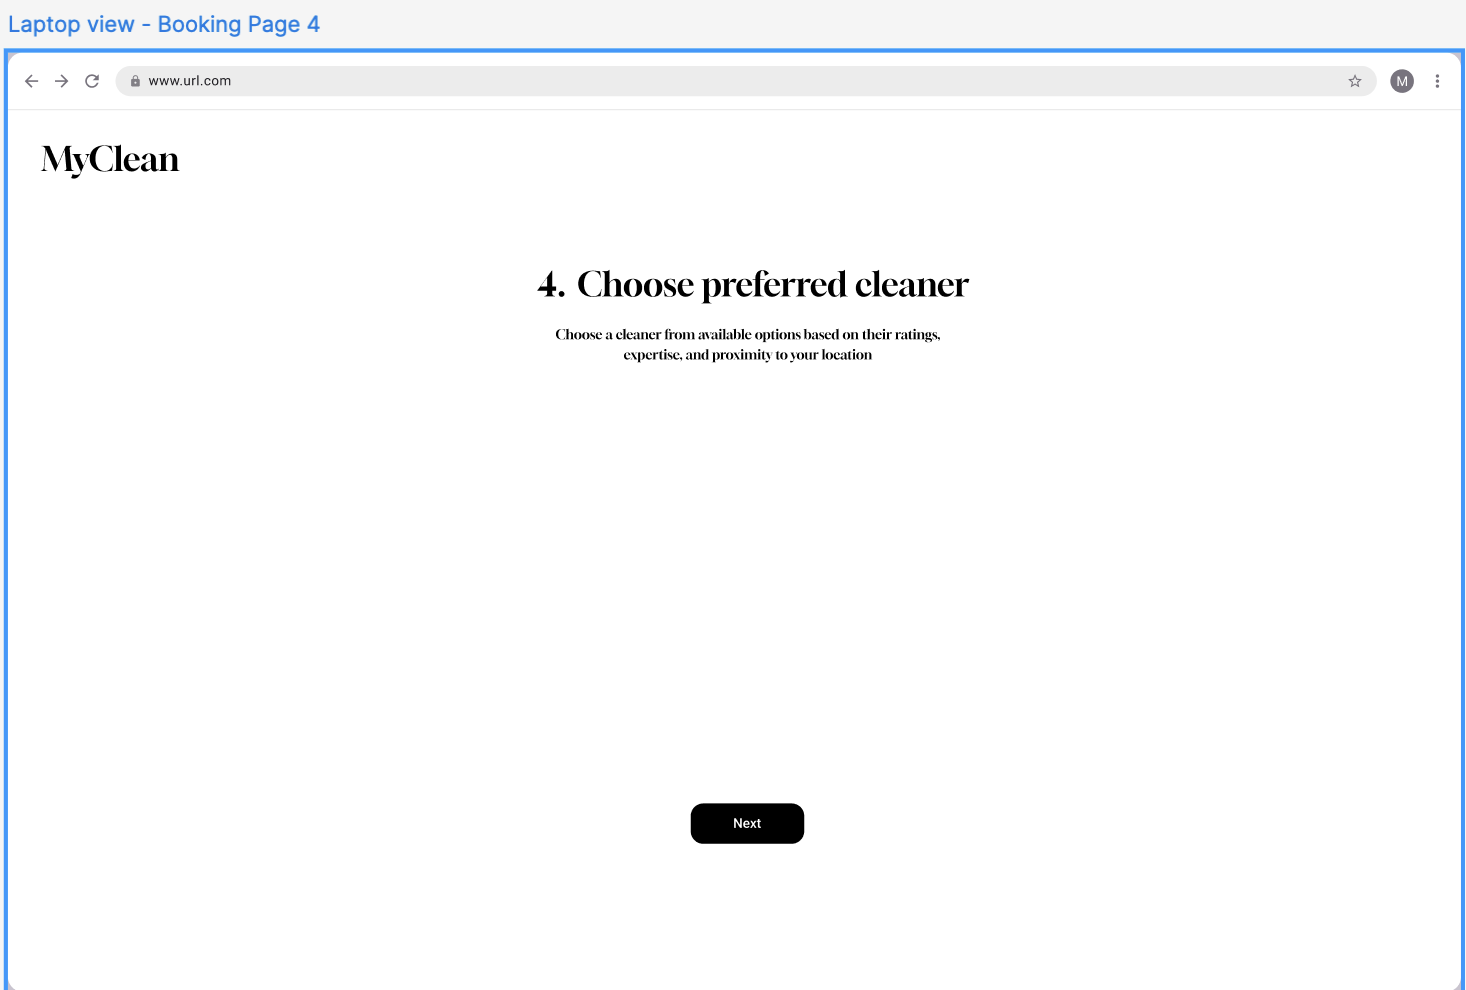 Laptop view - Booking Page 4
www.url.com
M
MyClean
4. Choose preferred cleaner
Choose a cleaner from available options based on their ratings,
expertise, and proximity to your location
Next